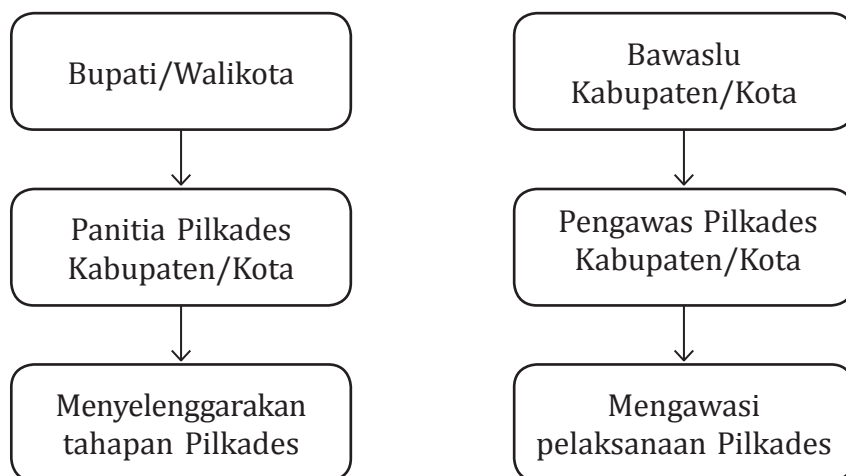 Bupati/Walikota
Panitia Pilkades
Kabupaten/Kota
Menyelenggarakan
tahapan Pilkades
Bawaslu
Kabupaten/Kota
Pengawas Pilkades
Kabupaten/Kota
Mengawasi
pelaksanaan Pilkades